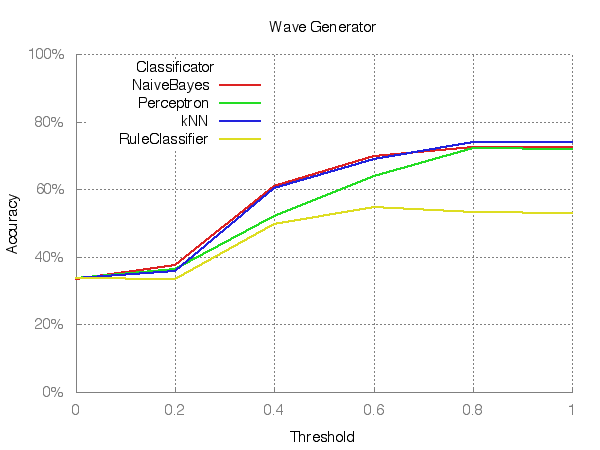 Wave Generator
100%
80%
60%
40%
20%
0%
Classificator
NaiveBayes
Perceptron
kNN
RuleClassifier
Accuracy
0 0.2 0.4 0.6 0.8 1
Threshold